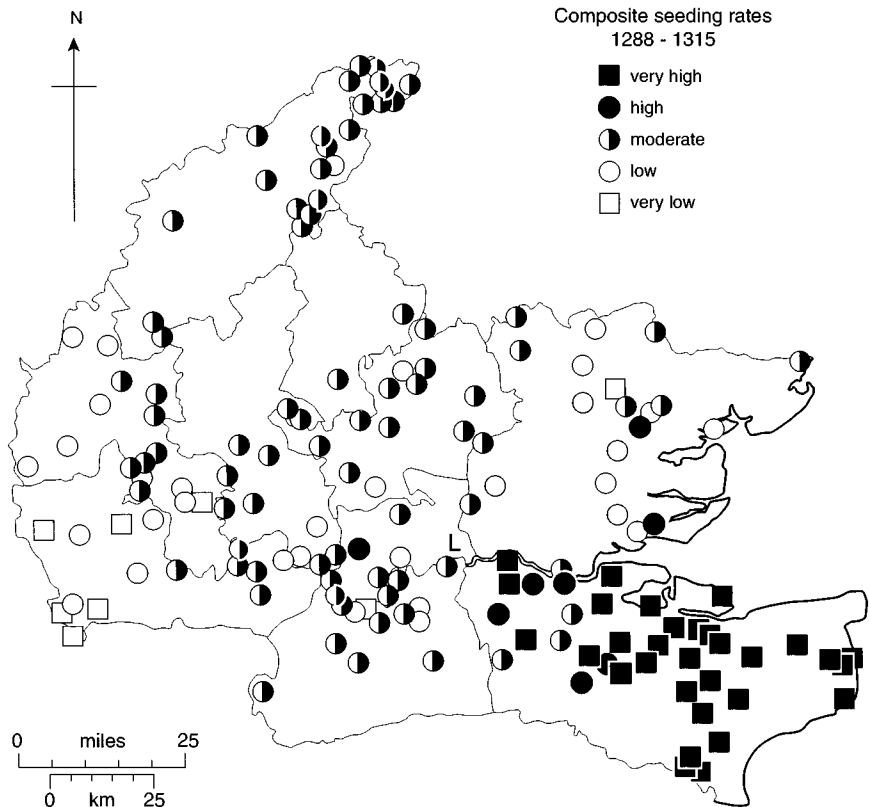 N
Composite seeding rates
1288 - 1315
very high
high
moderate
low
very low
L
0 miles 25
0 km 25